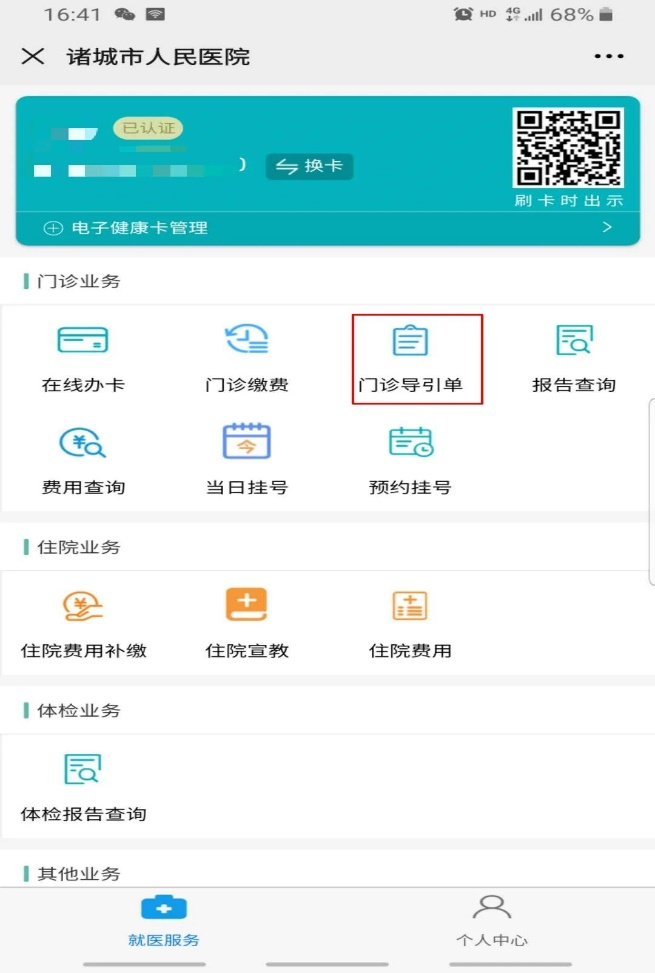 16:41 HD 4G 68%
诸城市人民医院
已认证
) 换卡
刷卡时出示
电子健康卡管理
门诊业务
在线办卡 门诊缴费 门诊导引单 报告查询
今
费用查询 当日挂号 预约挂号
住院业务
住院费用补缴 住院宣教 住院费用
体检业务
体检报告查询
其他业务
就医服务 个人中心